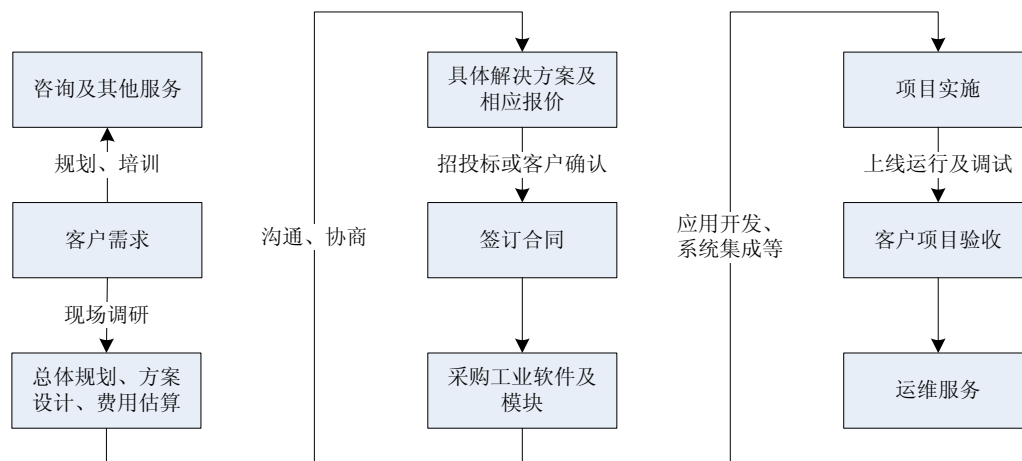 咨询及其他服务
规划、培训
客户需求
现场调研
总体规划、方案
设计、费用估算
沟通、协商
具体解决方案及
相应报价
招投标或客户确认
签订合同
采购工业软件及
模块
应用开发、
系统集成等
项目实施
上线运行及调试
客户项目验收
运维服务